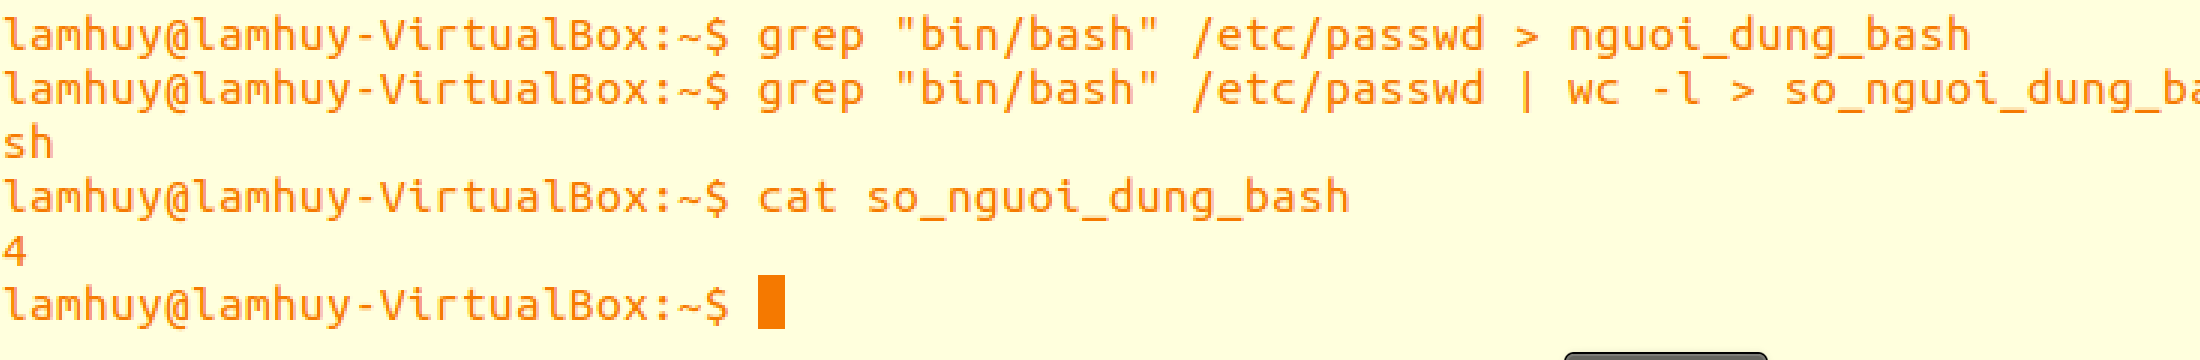 lamhuy@lamhuy-VirtualBox:~$ grep "bin/bash" /etc/passwd > nguoi_dung_bash
lamhuy@lamhuy-VirtualBox:~$ grep "bin/bash" /etc/passwd | wc -l > so_nguoi_dung_ba
sh
lamhuy@lamhuy-VirtualBox:~$ cat so_nguoi_dung_bash
4
lamhuy@lamhuy-VirtualBox:~$